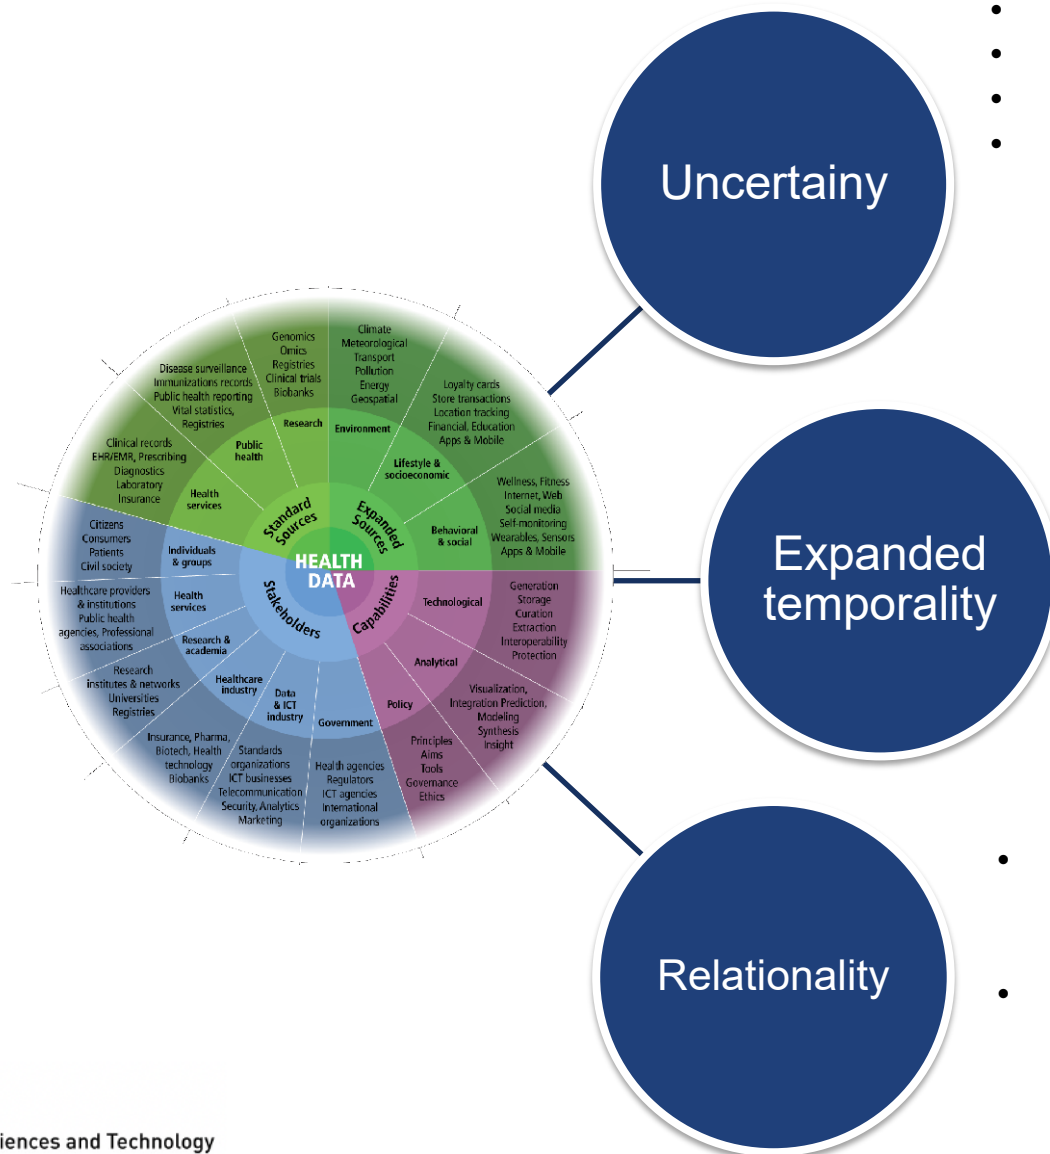 Uncertainy
Expanded
temporality
Relationality
HEALTH
DATA
Standard
Sources
Health
services
Clinical records
EHR/EMR, Prescribing
Diagnostics
Laboratory
Insurance
Public
health
Disease surveillance
Immunizations records
Public health reporting
Vital statistics,
Registries
Research
Genomics
Omics
Registries
Clinical trials
Biobanks
Expanded
Sources
Environment
Climate
Meteorological
Transport
Pollution
Energy
Geospatial
Lifestyle &
socioeconomic
Loyalty cards
Store transactions
Location tracking
Financial, Education
Apps & Mobile
Behavioral
& social
Wellness, Fitness
Internet, Web
Social media
Self-monitoring
Wearables, Sensors
Apps & Mobile
Capabilities
Technological
Generation
Storage
Curation
Extraction
Interoperability
Protection
Analytical
Visualization,
Integration Prediction,
Modeling
Synthesis
Insight
Policy
Principles
Aims
Tools
Governance
Ethics
Stakeholders
Individuals
& groups
Citizens
Consumers
Patients
Civil society
Health
services
Healthcare providers
& institutions
Public health
agencies, Professional
associations
Research &
academia
Research
institutes & networks
Universities
Registries
Healthcare
industry
Insurance, Pharma,
Biotech, Health
technology
Biobanks
Data
& ICT
industry
Standards
organizations
ICT businesses
Telecommunication
Security, Analytics
Marketing
Government
Health agencies
Regulators
ICT agencies
International
organizations
iences and Technology